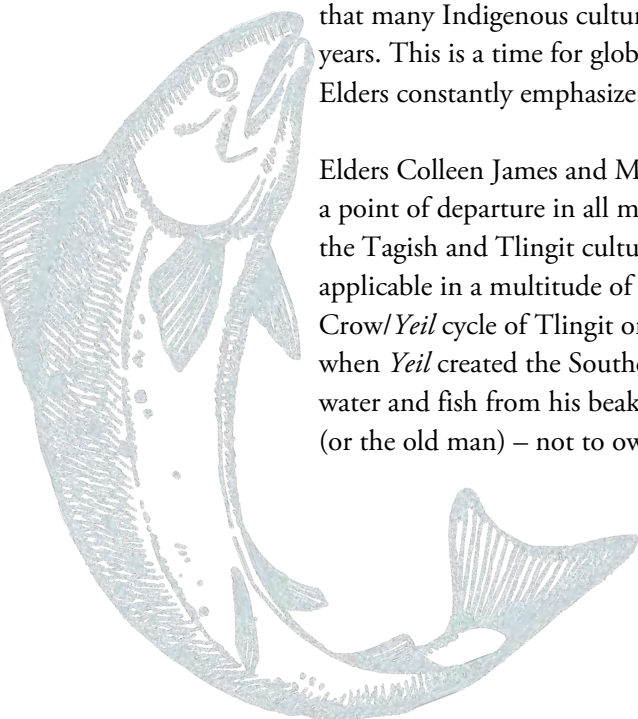 that many Indigenous cultur
years. This is a time for glob
Elders constantly emphasize
Elders Colleen James and M
a point of departure in all m
the Tagish and Tlingit cultu
applicable in a multitude of
Crow/Yeil cycle of Tlingit or
when Yeil created the Southe
water and fish from his beak
(or the old man) – not to ow